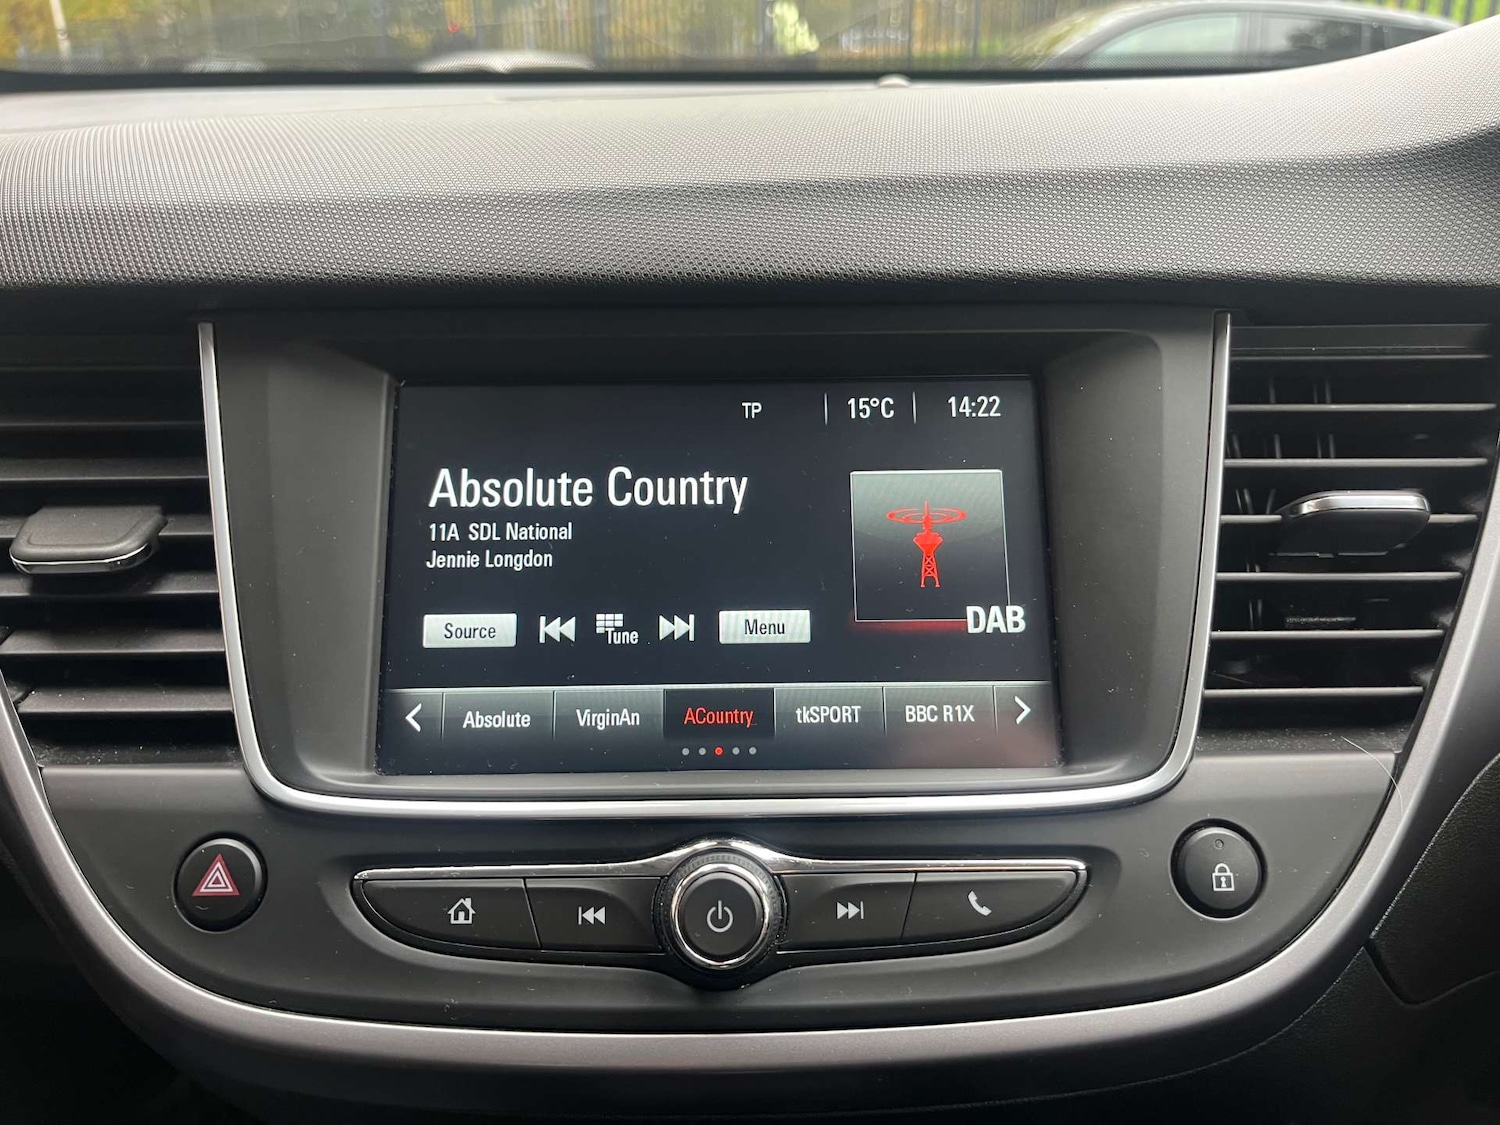 TP 15°C 14:22
Absolute Country
11A SDL National
Jennie Longdon
DAB
Source Tune Menu
Absolute VirginAn ACountry tkSPORT BBC R1X